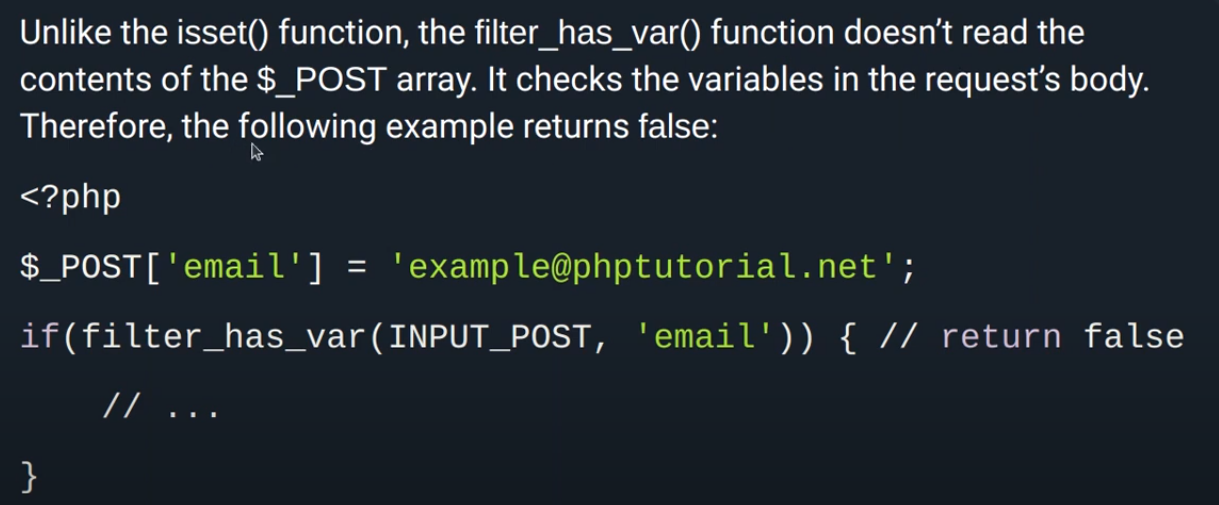 Unlike the isset() function, the filter_has_var() function doesn’t read the
contents of the $_POST array. It checks the variables in the request’s body.
Therefore, the following example returns false:
<?php
$_POST['email'] = 'example@phptutorial.net';
if(filter_has_var(INPUT_POST, 'email')) { // return false
    // ...
}